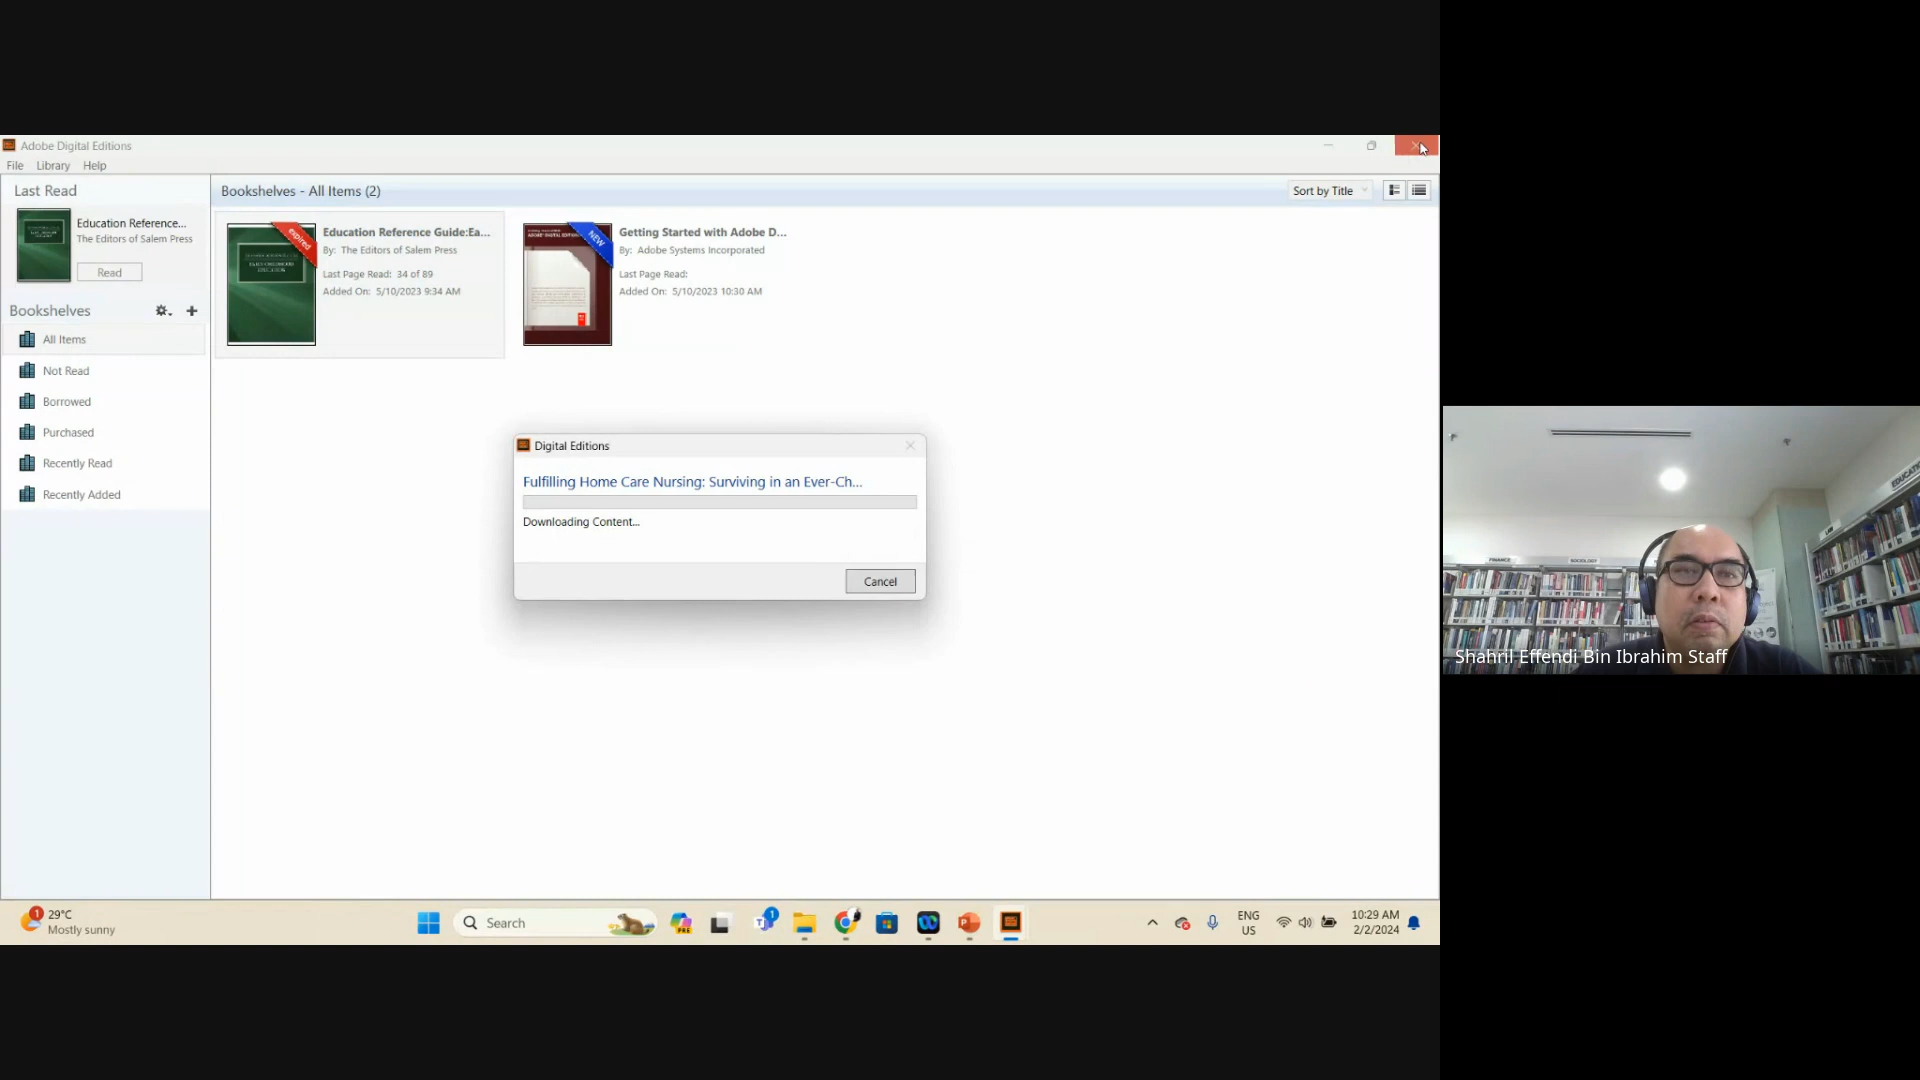 Adobe Digital Editions
File Library Help
Last Read
Education Reference...
The Editors of Salem Press
Read
Bookshelves
All Items
Not Read
Borrowed
Purchased
Recently Read
Recently Added
Bookshelves - All Items (2)
Sort by Title
expired
Education Reference Guide:Ea...
By: The Editors of Salem Press
Last Page Read: 34 of 89
Added On: 5/10/2023 9:34 AM
NEW
Getting Started with Adobe D...
By: Adobe Systems Incorporated
Last Page Read:
Added On: 5/10/2023 10:30 AM
Digital Editions
Fulfilling Home Care Nursing: Surviving in an Ever-Ch...
Downloading Content...
Cancel
Shahril Effendi Bin Ibrahim Staff
1
29°C
Mostly sunny
Search
PRE
1
ENG
US
10:29 AM
2/2/2024